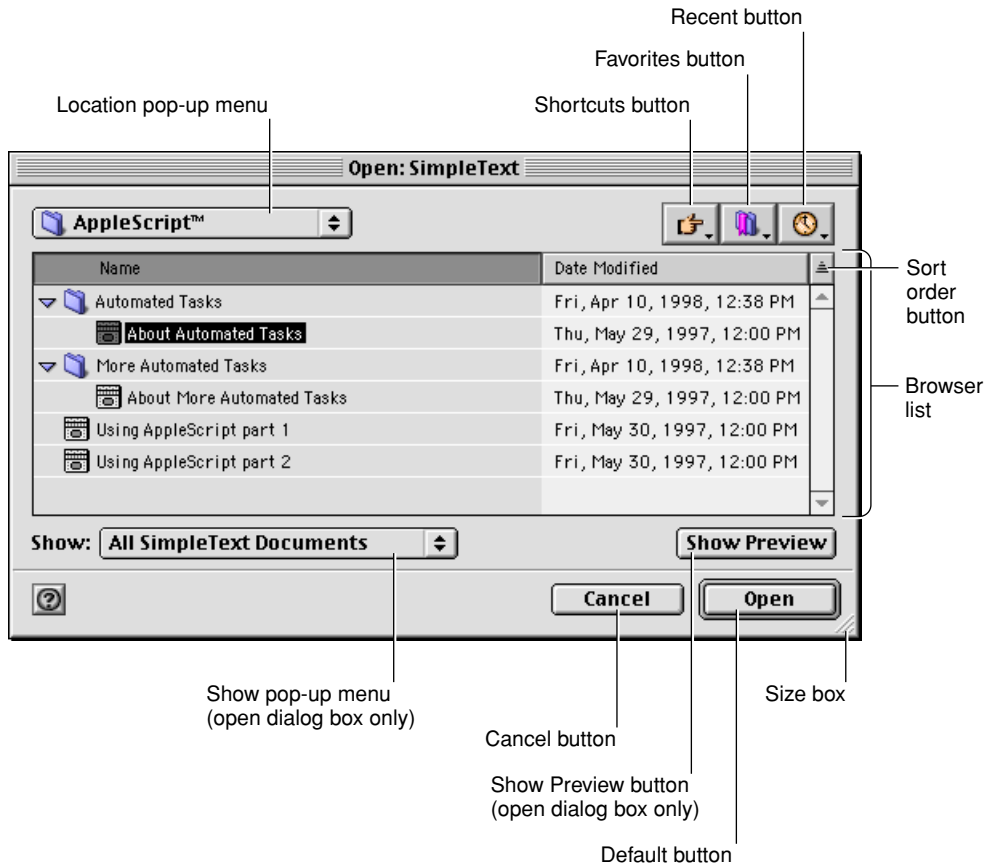 Recent button
Favorites button
Location pop-up menu
Shortcuts button
Open: SimpleText
AppleScript™
Name
Date Modified
Sort
order
button
Automated Tasks
Fri, Apr 10, 1998, 12:38 PM
About Automated Tasks
Thu, May 29, 1997, 12:00 PM
More Automated Tasks
Fri, Apr 10, 1998, 12:38 PM
About More Automated Tasks
Thu, May 29, 1997, 12:00 PM
Browser
list
Using AppleScript part 1
Fri, May 30, 1997, 12:00 PM
Using AppleScript part 2
Fri, May 30, 1997, 12:00 PM
Show: All SimpleText Documents
Show Preview
?
Cancel
Open
Show pop-up menu
(open dialog box only)
Size box
Cancel button
Show Preview button
(open dialog box only)
Default button